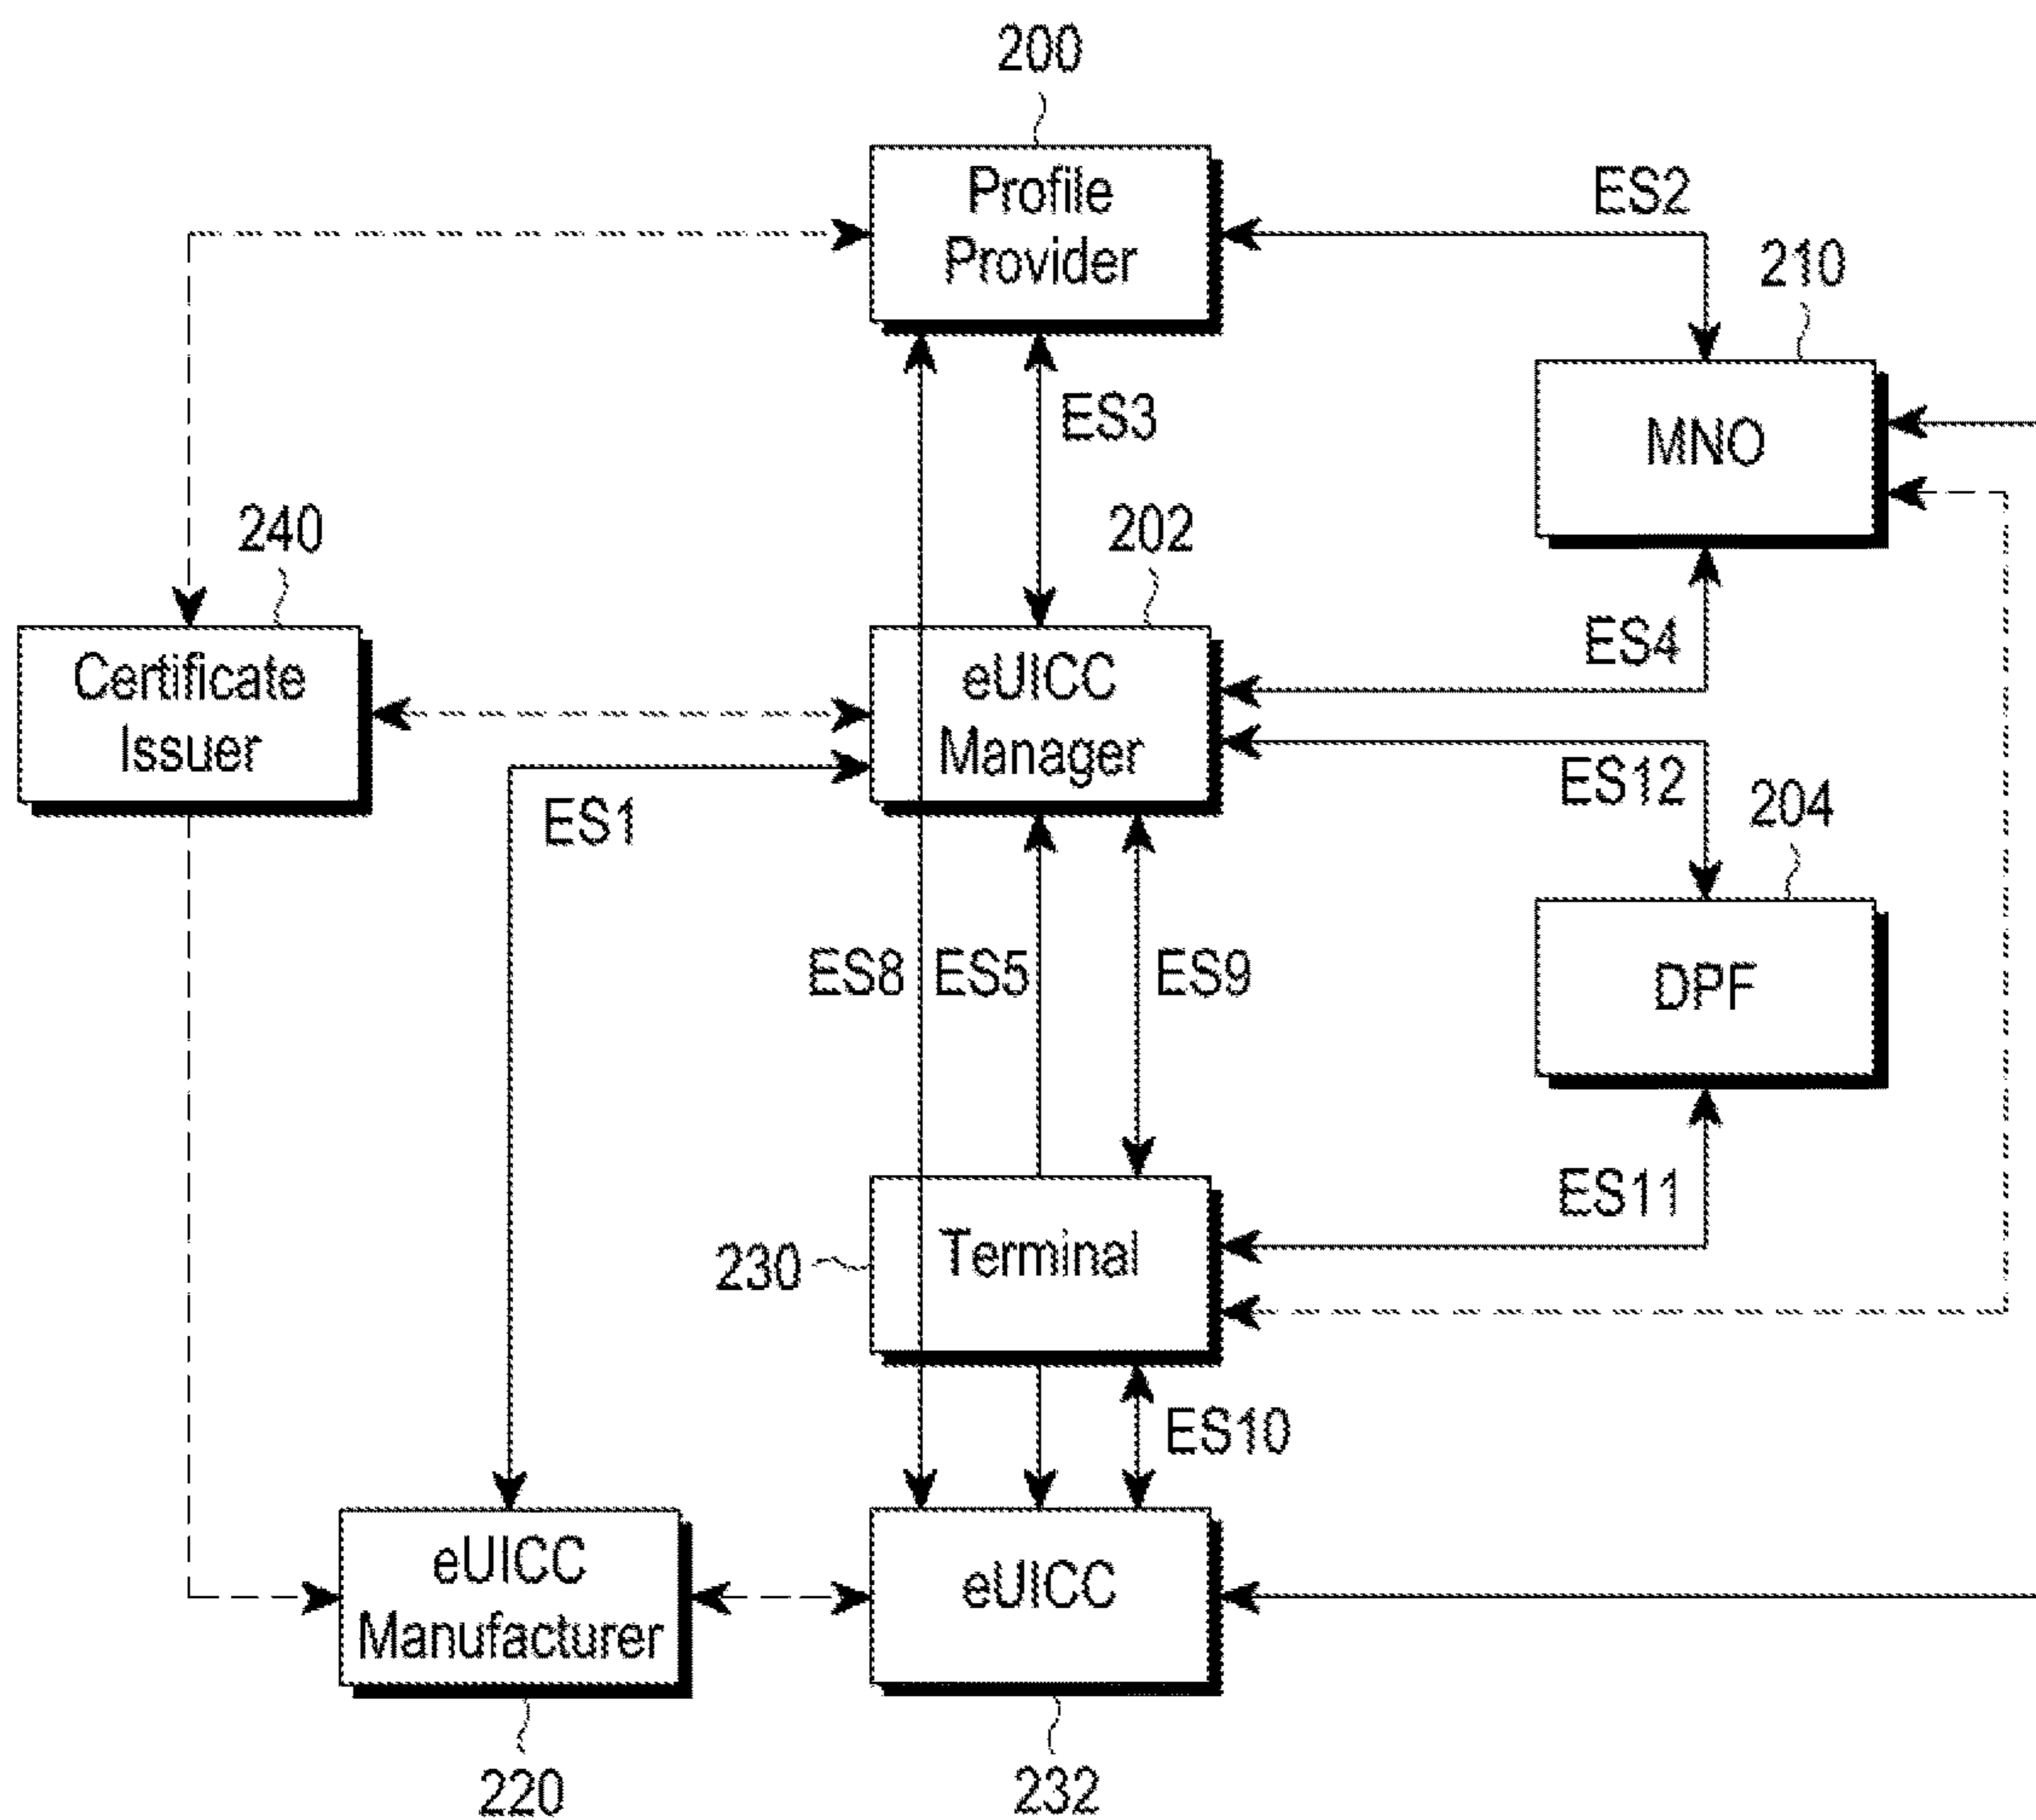 200
Profile
Provider
ES2
210
MNO
ES3
240
202
Certificate
Issuer
eUICC
Manager
ES4
ES12
204
ES1
DPF
ES8
ES5
ES9
ES11
230
Terminal
ES10
eUICC
Manufacturer
eUICC
220
232